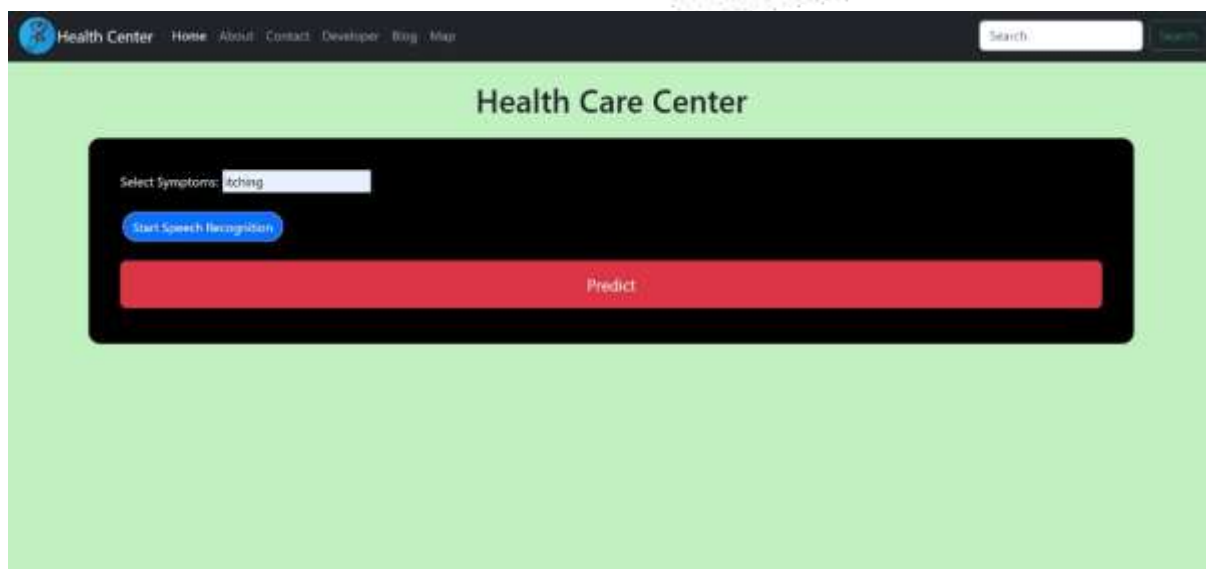 Health Center Home About Contact Developer Blog Map Search Search
Health Care Center
Select Symptoms: itching
Start Speech Recognition
Predict